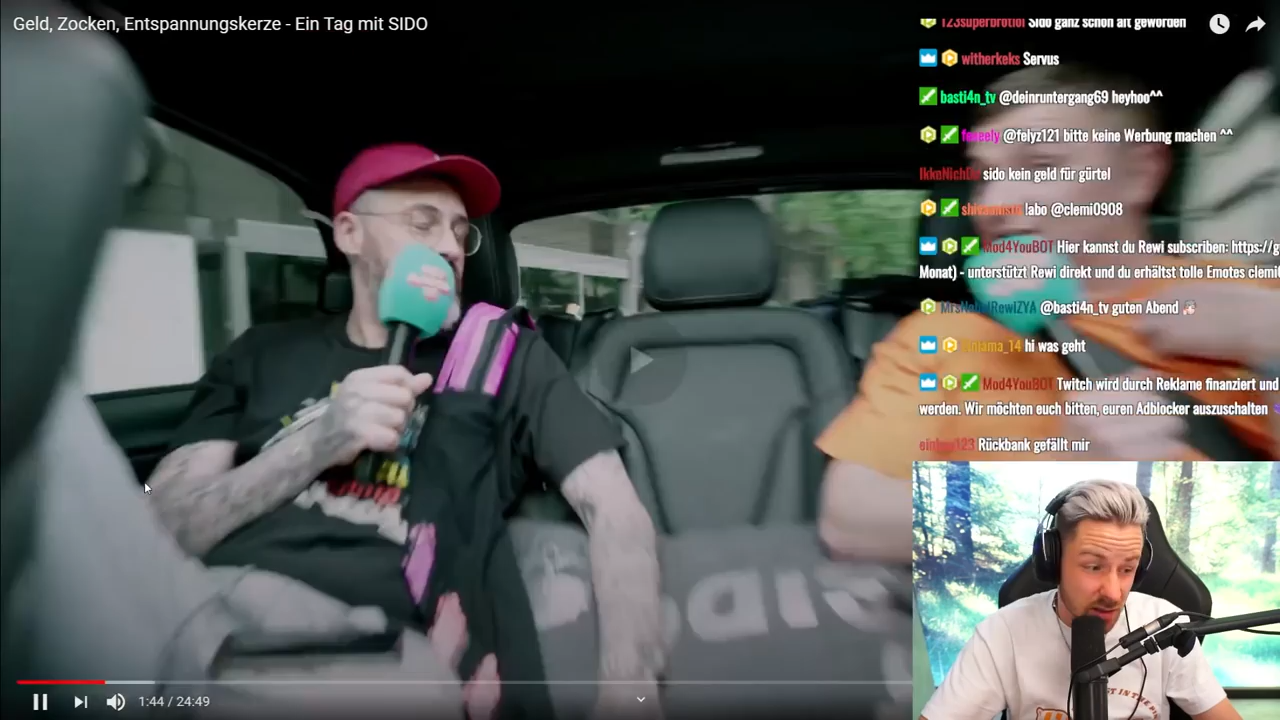 Geld, Zocken, Entspannungskerze - Ein Tag mit SIDO
123superbrotiol Sido ganz schön alt geworden
witherkeks Servus
basti4n_tv @deinruntergang69 heyhoo^^
@felyz121 bitte keine Werbung machen ^^
sido kein geld für gürtel
!abo @clemi0908
Mod4YouBOT Hier kannst du Rewi subscriben: https://g
Monat) - unterstützt Rewi direkt und du erhältst tolle Emotes clemi
@basti4n_tv guten Abend
hi was geht
Mod4YouBOT Twitch wird durch Reklame finanziert und
werden. Wir möchten euch bitten, euren Adblocker auszuschalten
Rückbank gefällt mir
1:44 / 24:49